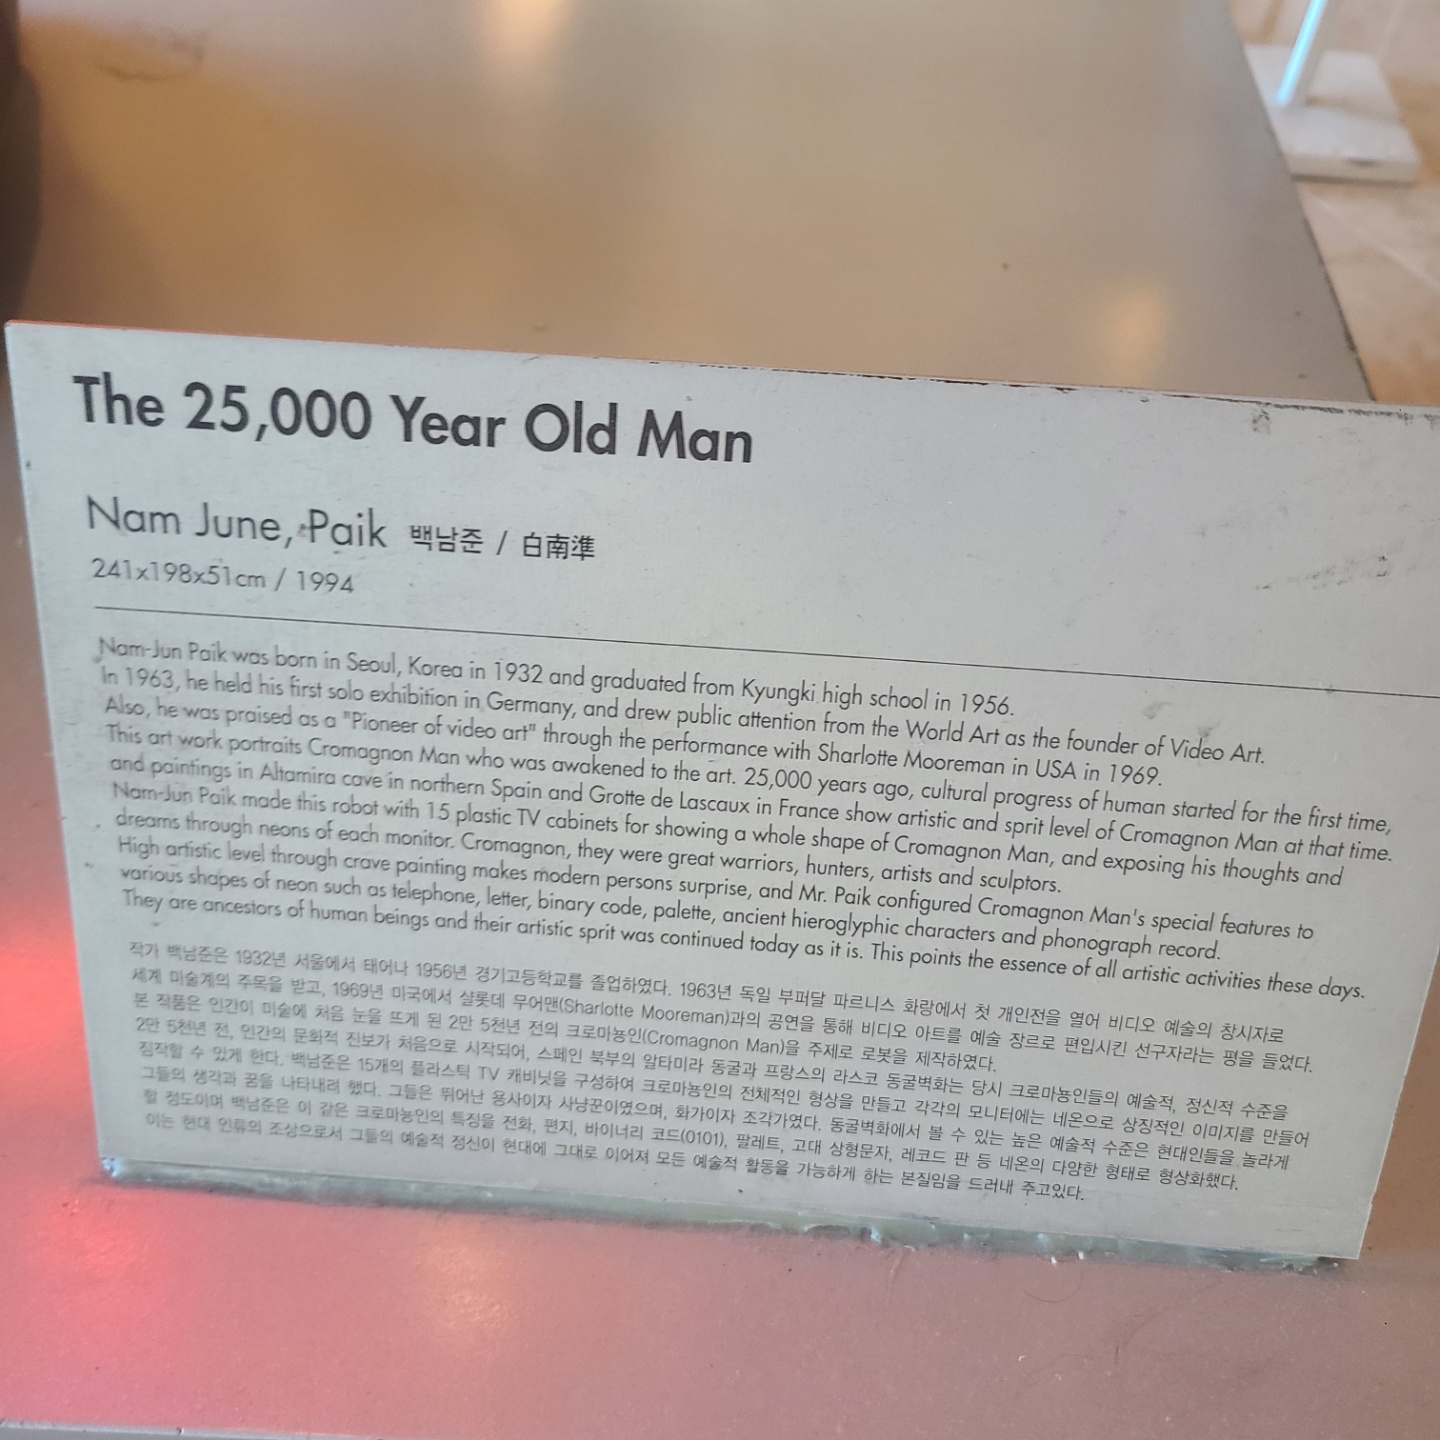 The 25,000 Year Old Man
Nam June, Paik 백남준 / 白南準
241x198x51cm / 1994
Nam-Jun Paik was born in Seoul, Korea in 1932 and graduated from Kyungki high school in 1956.
In 1963, he held his first solo exhibition in Germany, and drew public attention from the World Art as the founder of Video Art.
Also, he was praised as a "Pioneer of video art" through the performance with Sharlotte Mooreman in USA in 1969.
This art work portraits Cromagnon Man who was awakened to the art. 25,000 years ago, cultural progress of human started for the first time,
and paintings in Altamira cave in northern Spain and Grotte de Lascaux in France show artistic and sprit level of Cromagnon Man at that time.
Nam-Jun Paik made this robot with 15 plastic TV cabinets for showing a whole shape of Cromagnon Man, and exposing his thoughts and
dreams through neons of each monitor. Cromagnon, they were great warriors, hunters, artists and sculptors.
High artistic level through crave painting makes modern persons surprise, and Mr. Paik configured Cromagnon Man's special features to
various shapes of neon such as telephone, letter, binary code, palette, ancient hieroglyphic characters and phonograph record.
They are ancestors of human beings and their artistic sprit was continued today as it is. This points the essence of all artistic activities these days.
작가 백남준은 1932년 서울에서 태어나 1956년 경기고등학교를 졸업하였다. 1963년 독일 부퍼달 파르니스 화랑에서 첫 개인전을 열어 비디오 예술의 창시자로
세계 미술계의 주목을 받고, 1969년 미국에서 샬롯데 무어맨(Sharlotte Mooreman)과의 공연을 통해 비디오 아트를 예술 장르로 편입시킨 선구자라는 평을 들었다.
본 작품은 인간이 미술에 처음 눈을 뜨게 된 2만 5천년 전의 크로마뇽인(Cromagnon Man)을 주제로 로봇을 제작하였다.
2만 5천년 전, 인간의 문화적 진보가 처음으로 시작되어, 스페인 북부의 알타미라 동굴과 프랑스의 라스코 동굴벽화는 당시 크로마뇽인들의 예술적, 정신적 수준을
짐작할 수 있게 한다. 백남준은 15개의 플라스틱 TV 캐비닛을 구성하여 크로마뇽인의 전체적인 형상을 만들고 각각의 모니터에는 네온으로 상징적인 이미지를 만들어
그들의 생각과 꿈을 나타내려 했다. 그들은 뛰어난 용사이자 사냥꾼이였으며, 화가이자 조각가였다. 동굴벽화에서 볼 수 있는 높은 예술적 수준은 현대인들을 놀라게
할 정도이며 백남준은 이 같은 크로마뇽인의 특징을 전화, 편지, 바이너리 코드(0101), 팔레트, 고대 상형문자, 레코드 판 등 네온의 다양한 형태로 형상화했다.
이는 현대 인류의 조상으로서 그들의 예술적 정신이 현대에 그대로 이어져 모든 예술적 활동을 가능하게 하는 본질임을 드러내 주고있다.